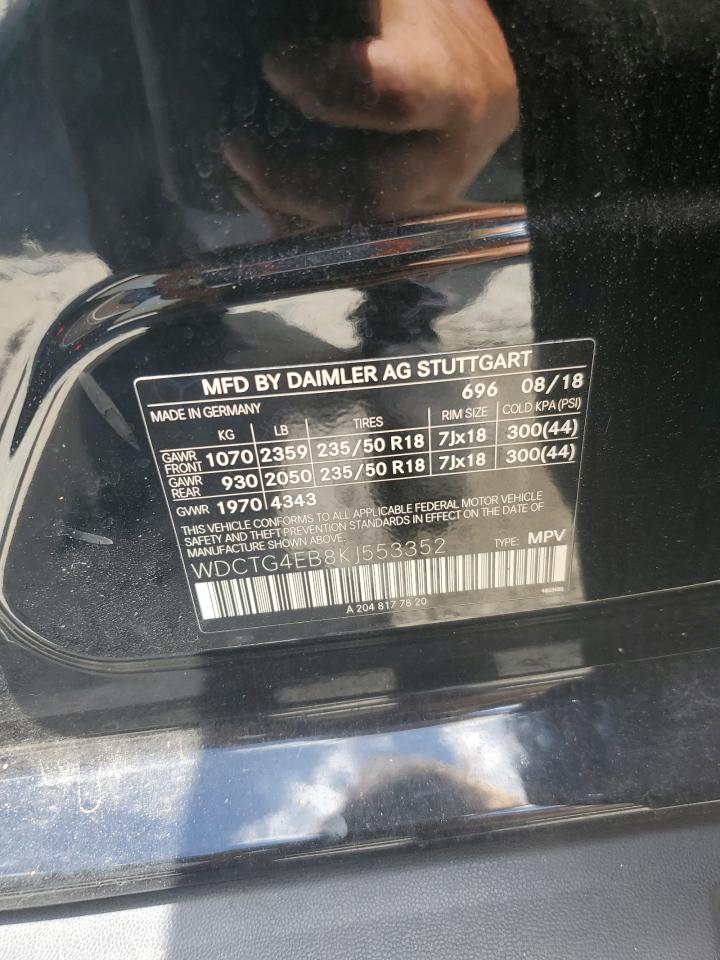 MFD BY DAIMLER AG STUTTGART
696 08/18
MADE IN GERMANY
KG LB TIRES RIM SIZE COLD KPA (PSI)
GAWR FRONT 1070 2359 235/50 R18 7Jx18 300(44)
GAWR REAR 930 2050 235/50 R18 7Jx18 300(44)
GVWR 1970 4343
THIS VEHICLE CONFORMS TO ALL APPLICABLE FEDERAL MOTOR VEHICLE
SAFETY AND THEFT PREVENTION STANDARDS IN EFFECT ON THE DATE OF
MANUFACTURE SHOWN ABOVE.
WDCTG4EB8KJ553352 TYPE: MPV
A 204 817 78 20